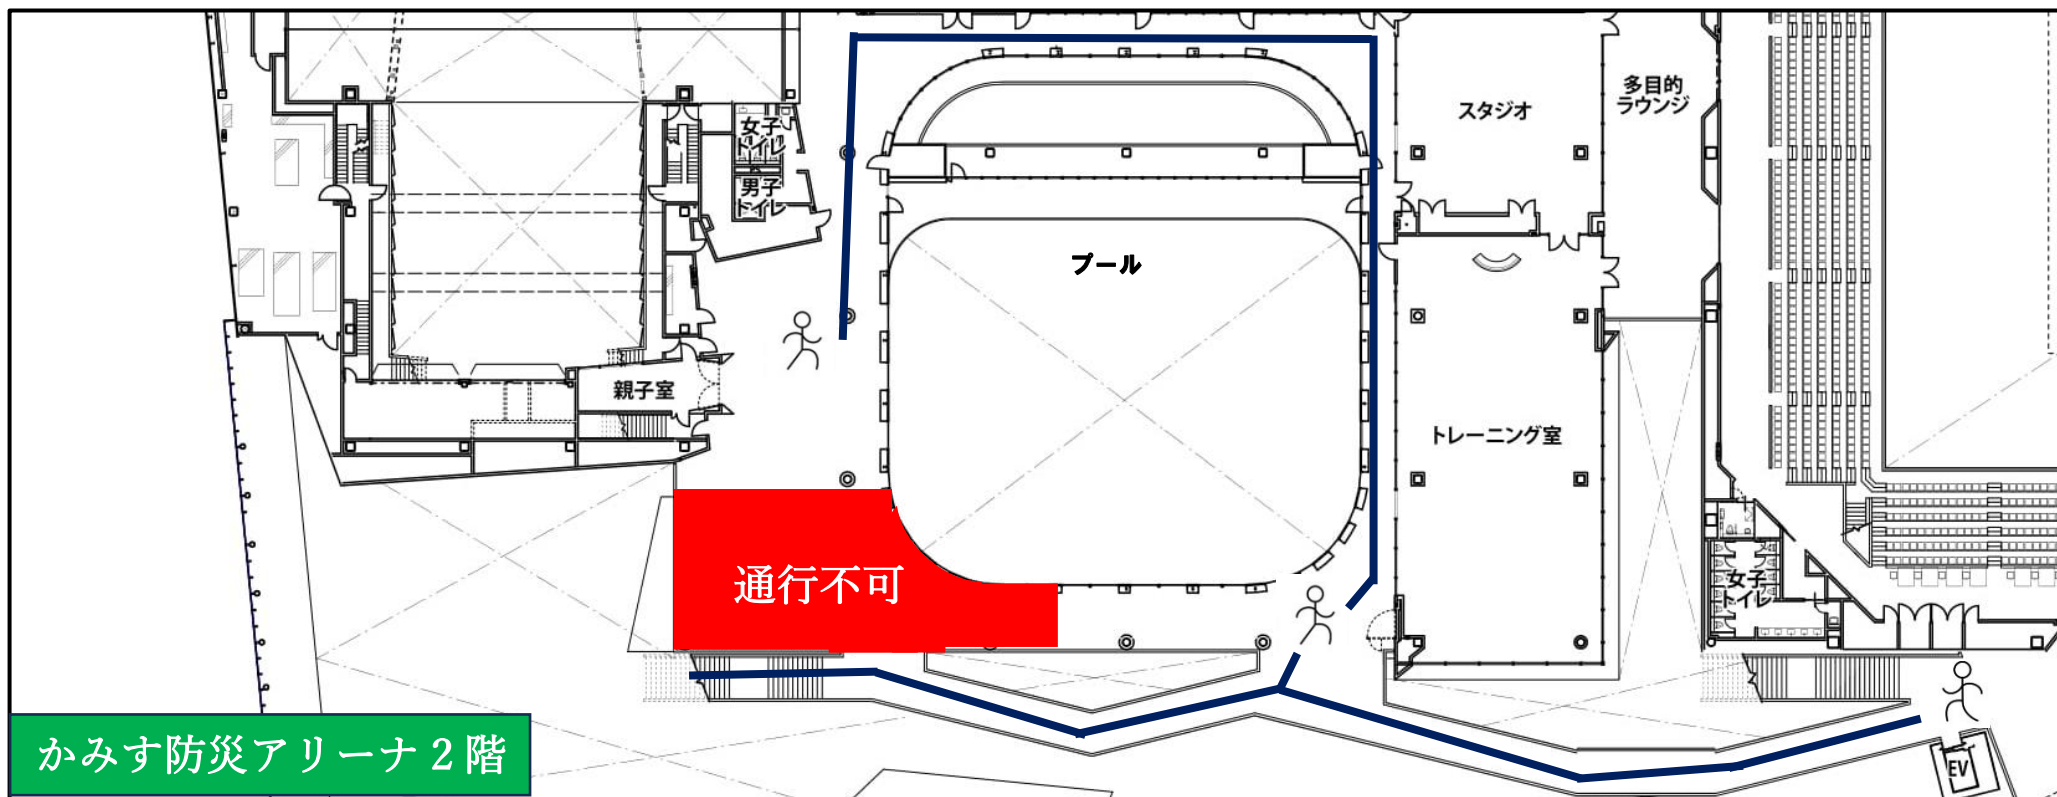 女子
トイレ
男子
トイレ
スタジオ
多目的
ラウンジ
プール
親子室
トレーニング室
通行不可
女子
トイレ
かみす防災アリーナ２階
EV